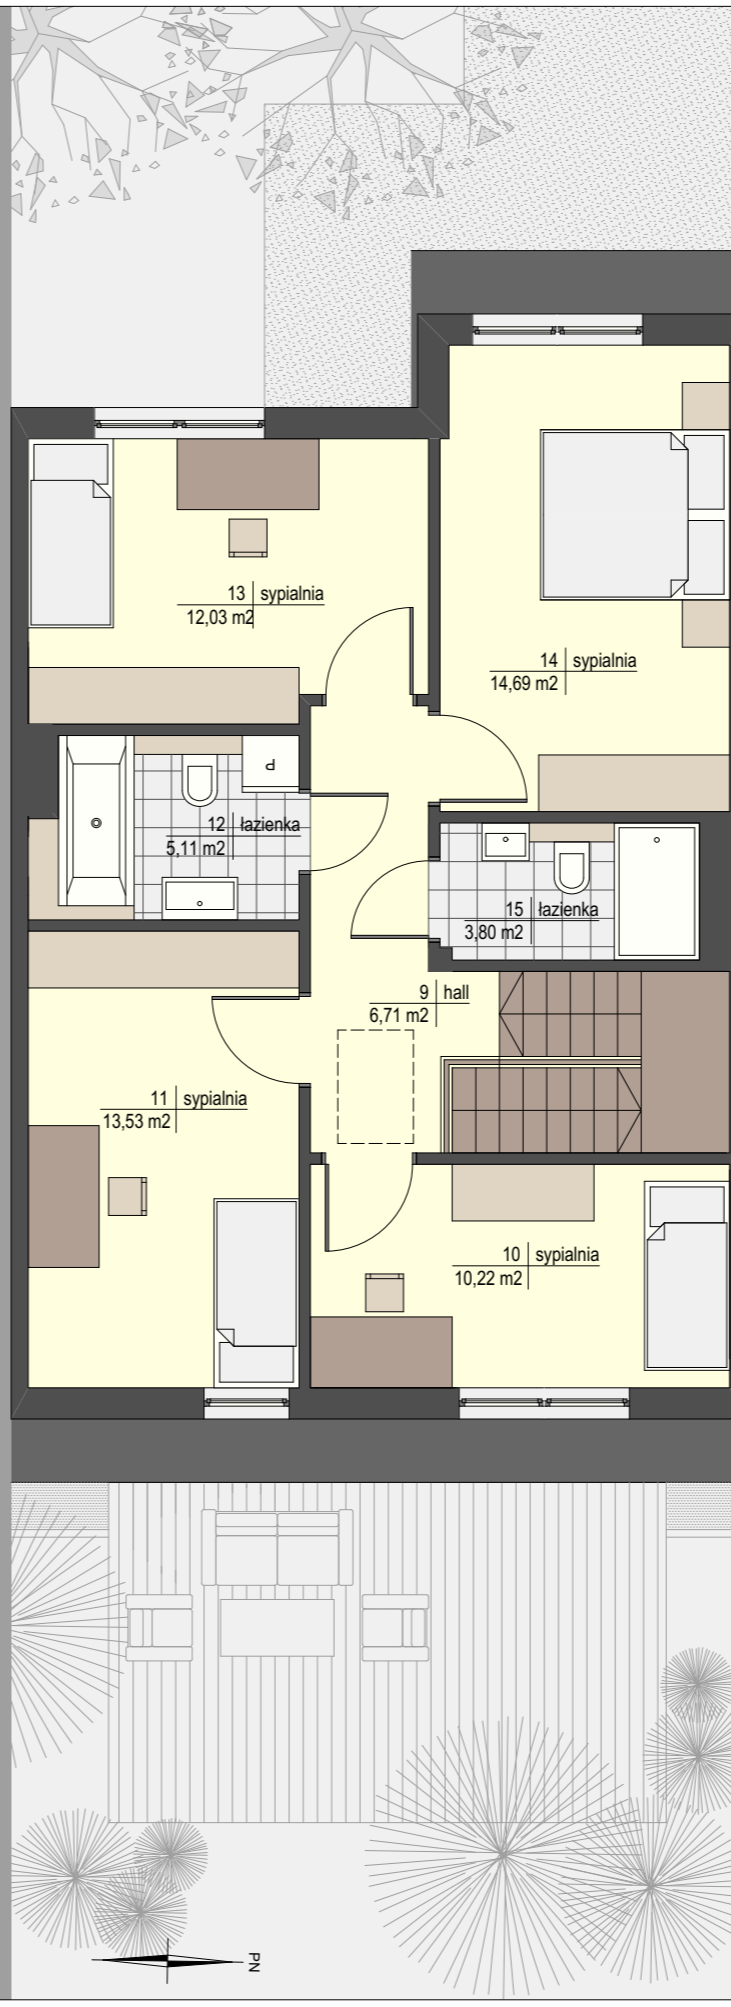 13 sypialnia
12,03 m2
14 sypialnia
14,69 m2
P
12 łazienka
5,11 m2
15 łazienka
3,80 m2
9 hall
6,71 m2
11 sypialnia
13,53 m2
10 sypialnia
10,22 m2
PN